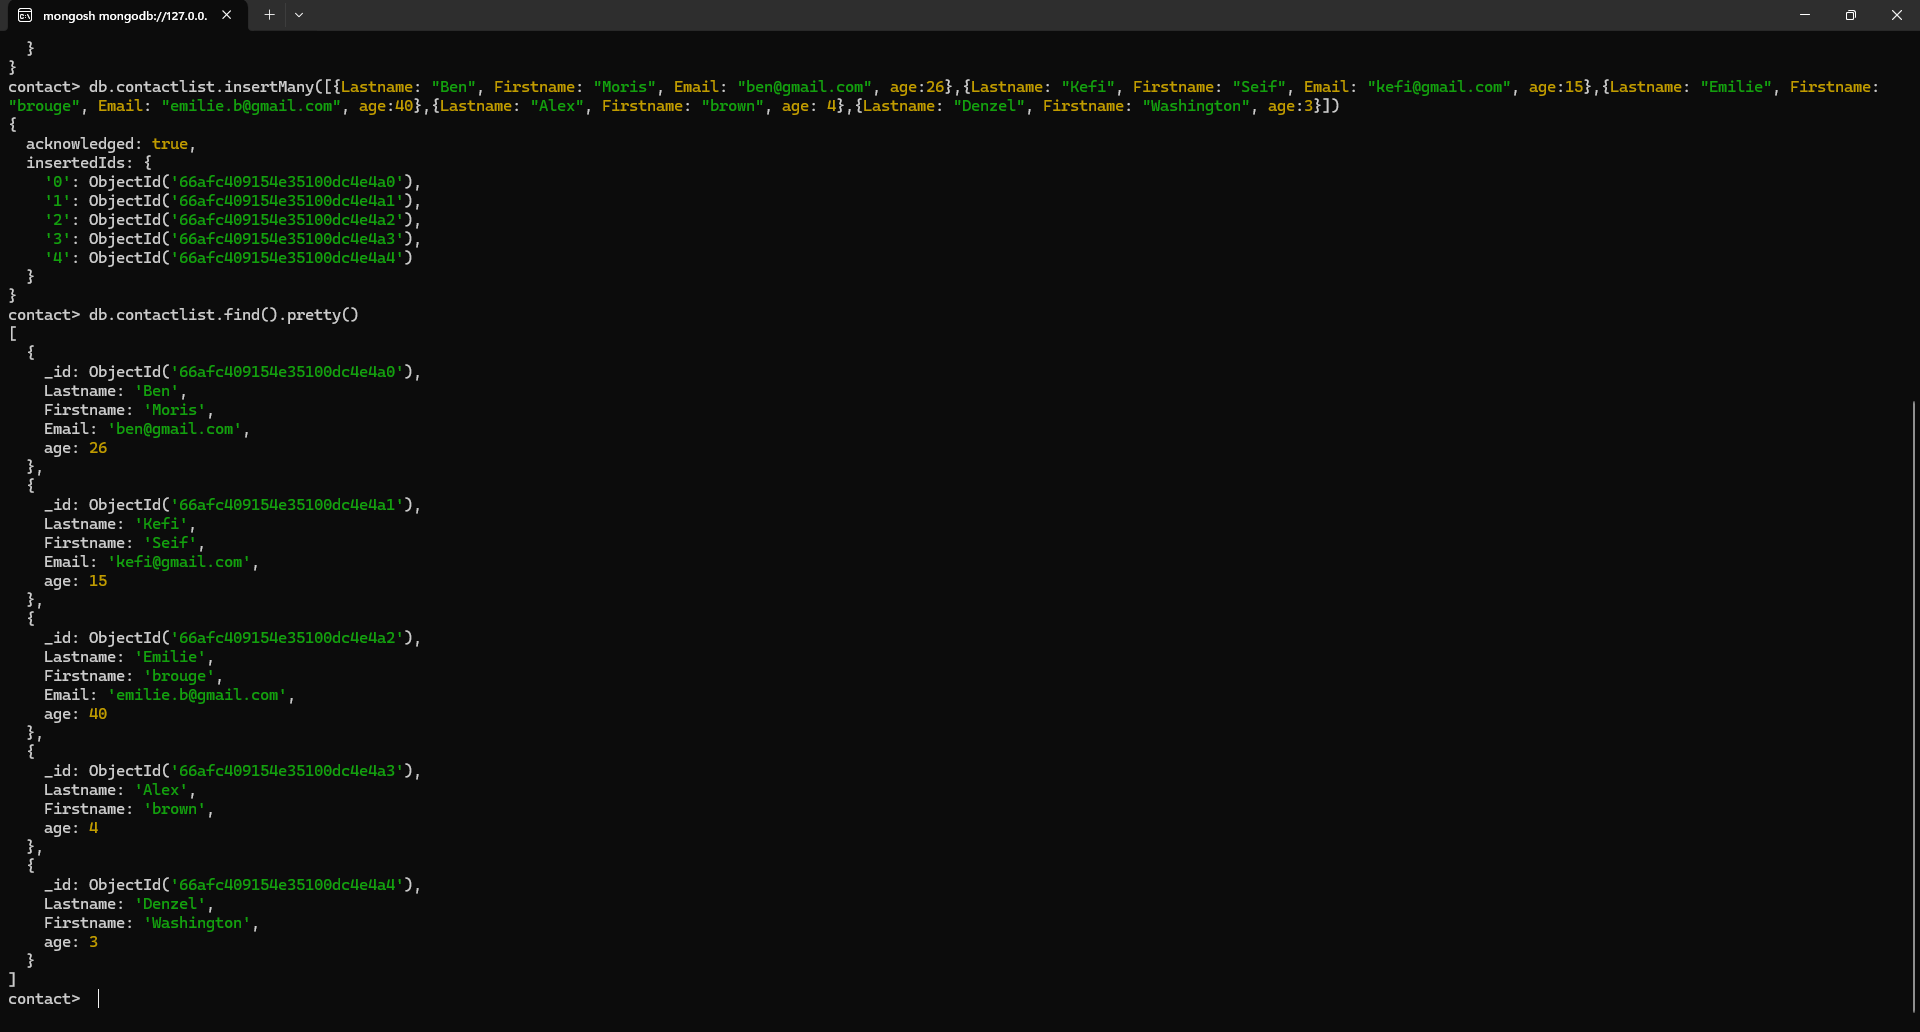 mongosh mongodb://127.0.0.
  }
}
contact> db.contactlist.insertMany([{Lastname: "Ben", Firstname: "Moris", Email: "ben@gmail.com", age:26},{Lastname: "Kefi", Firstname: "Seif", Email: "kefi@gmail.com", age:15},{Lastname: "Emilie", Firstname:
"brouge", Email: "emilie.b@gmail.com", age:40},{Lastname: "Alex", Firstname: "brown", age: 4},{Lastname: "Denzel", Firstname: "Washington", age:3}])
{
  acknowledged: true,
  insertedIds: {
    '0': ObjectId('66afc409154e35100dc4e4a0'),
    '1': ObjectId('66afc409154e35100dc4e4a1'),
    '2': ObjectId('66afc409154e35100dc4e4a2'),
    '3': ObjectId('66afc409154e35100dc4e4a3'),
    '4': ObjectId('66afc409154e35100dc4e4a4')
  }
}
contact> db.contactlist.find().pretty()
[
  {
    _id: ObjectId('66afc409154e35100dc4e4a0'),
    Lastname: 'Ben',
    Firstname: 'Moris',
    Email: 'ben@gmail.com',
    age: 26
  },
  {
    _id: ObjectId('66afc409154e35100dc4e4a1'),
    Lastname: 'Kefi',
    Firstname: 'Seif',
    Email: 'kefi@gmail.com',
    age: 15
  },
  {
    _id: ObjectId('66afc409154e35100dc4e4a2'),
    Lastname: 'Emilie',
    Firstname: 'brouge',
    Email: 'emilie.b@gmail.com',
    age: 40
  },
  {
    _id: ObjectId('66afc409154e35100dc4e4a3'),
    Lastname: 'Alex',
    Firstname: 'brown',
    age: 4
  },
  {
    _id: ObjectId('66afc409154e35100dc4e4a4'),
    Lastname: 'Denzel',
    Firstname: 'Washington',
    age: 3
  }
]
contact>